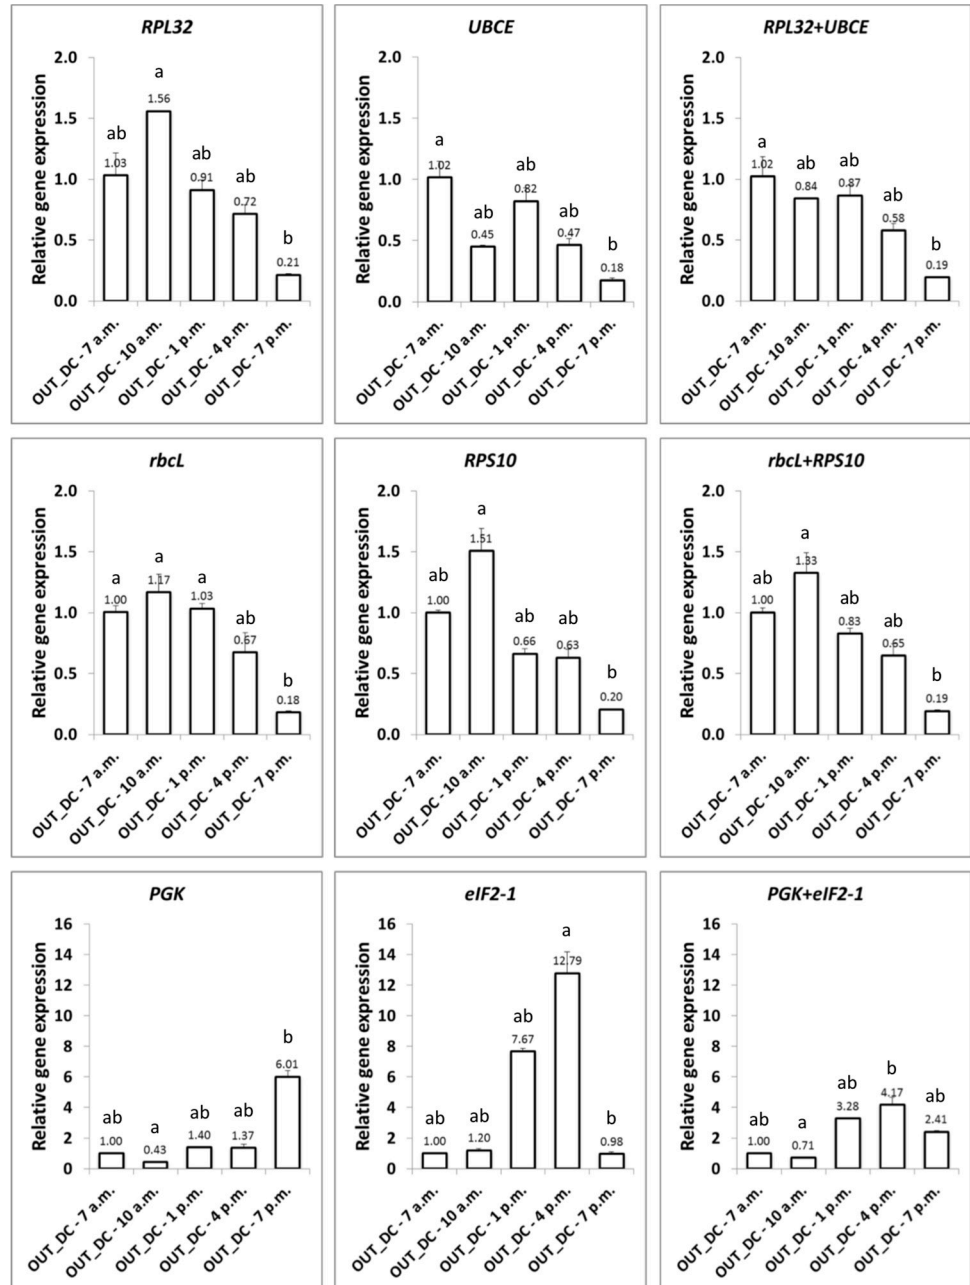 RPL32
Relative gene expression
2.0
1.5
1.0
0.5
0.0
ab
1.03
a
1.56
ab
0.91
ab
0.72
b
0.21
OUT_DC - 7 a.m.
OUT_DC - 10 a.m.
OUT_DC - 1 p.m.
OUT_DC - 4 p.m.
OUT_DC - 7 p.m.
UBCE
Relative gene expression
2.0
1.5
1.0
0.5
0.0
a
1.02
ab
0.45
ab
0.82
ab
0.47
b
0.18
OUT_DC - 7 a.m.
OUT_DC - 10 a.m.
OUT_DC - 1 p.m.
OUT_DC - 4 p.m.
OUT_DC - 7 p.m.
RPL32+UBCE
Relative gene expression
2.0
1.5
1.0
0.5
0.0
a
1.02
ab
0.84
ab
0.87
ab
0.58
b
0.19
OUT_DC - 7 a.m.
OUT_DC - 10 a.m.
OUT_DC - 1 p.m.
OUT_DC - 4 p.m.
OUT_DC - 7 p.m.
rbcL
Relative gene expression
2.0
1.5
1.0
0.5
0.0
a
1.00
a
1.17
a
1.03
ab
0.67
b
0.18
OUT_DC - 7 a.m.
OUT_DC - 10 a.m.
OUT_DC - 1 p.m.
OUT_DC - 4 p.m.
OUT_DC - 7 p.m.
RPS10
Relative gene expression
2.0
1.5
1.0
0.5
0.0
ab
1.00
a
1.51
ab
0.66
ab
0.63
b
0.20
OUT_DC - 7 a.m.
OUT_DC - 10 a.m.
OUT_DC - 1 p.m.
OUT_DC - 4 p.m.
OUT_DC - 7 p.m.
rbcL+RPS10
Relative gene expression
2.0
1.5
1.0
0.5
0.0
ab
1.00
a
1.33
ab
0.83
ab
0.65
b
0.19
OUT_DC - 7 a.m.
OUT_DC - 10 a.m.
OUT_DC - 1 p.m.
OUT_DC - 4 p.m.
OUT_DC - 7 p.m.
PGK
Relative gene expression
16
14
12
10
8
6
4
2
0
ab
1.00
a
0.43
ab
1.40
ab
1.37
b
6.01
OUT_DC - 7 a.m.
OUT_DC - 10 a.m.
OUT_DC - 1 p.m.
OUT_DC - 4 p.m.
OUT_DC - 7 p.m.
eIF2-1
Relative gene expression
16
14
12
10
8
6
4
2
0
ab
1.00
ab
1.20
ab
7.67
a
12.79
b
0.98
OUT_DC - 7 a.m.
OUT_DC - 10 a.m.
OUT_DC - 1 p.m.
OUT_DC - 4 p.m.
OUT_DC - 7 p.m.
PGK+eIF2-1
Relative gene expression
16
14
12
10
8
6
4
2
0
ab
1.00
a
0.71
ab
3.28
b
4.17
ab
2.41
OUT_DC - 7 a.m.
OUT_DC - 10 a.m.
OUT_DC - 1 p.m.
OUT_DC - 4 p.m.
OUT_DC - 7 p.m.